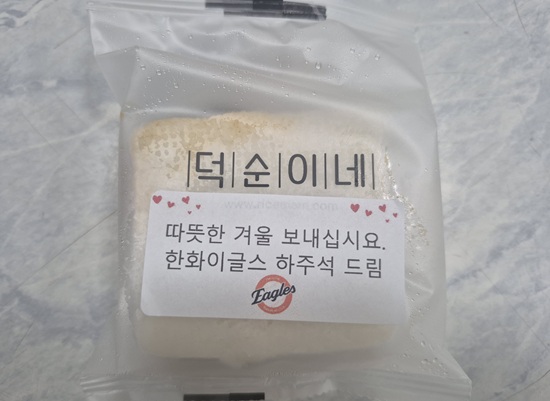 덕순이네
따뜻한 겨울 보내십시요.
한화이글스 하주석 드림
Eagles